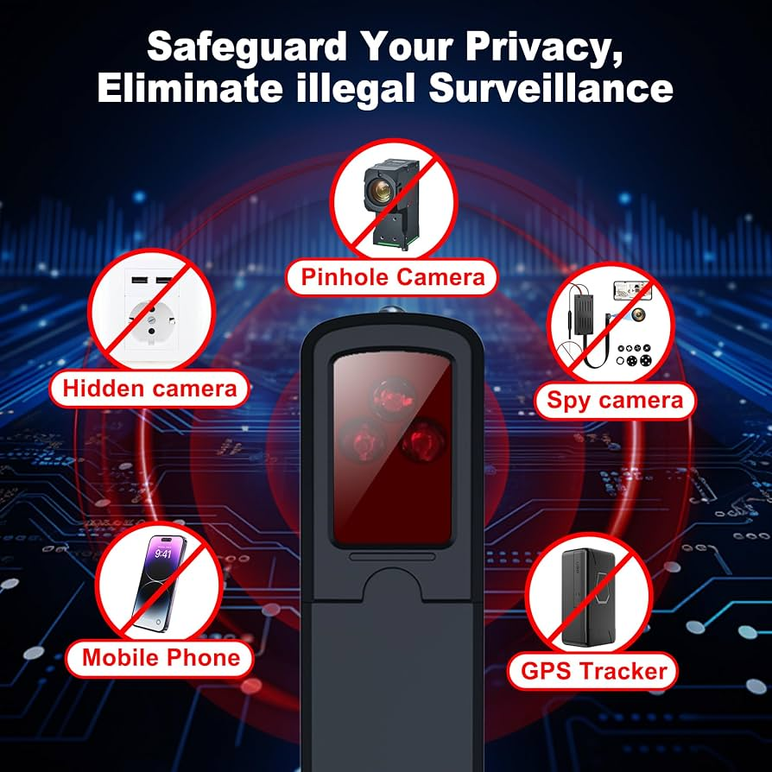 Safeguard Your Privacy,
Eliminate illegal Surveillance
Pinhole Camera
Hidden camera
Spy camera
9:41
Mobile Phone
GPS Tracker